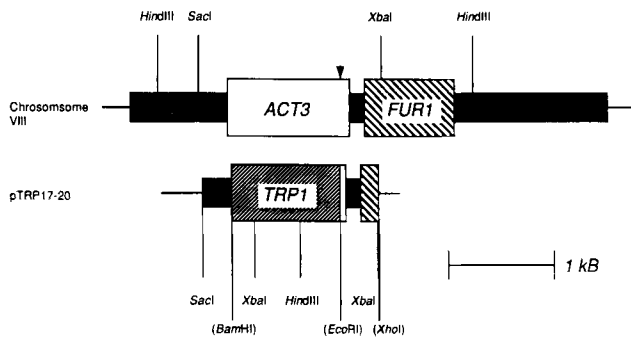 HindIII SacI XbaI HindIII
Chromsome VIII
ACT3 FUR1
pTRP17-20
TRP1
1 kB
SacI XbaI HindIII XbaI
(BamHI) (EcoRI) (XhoI)